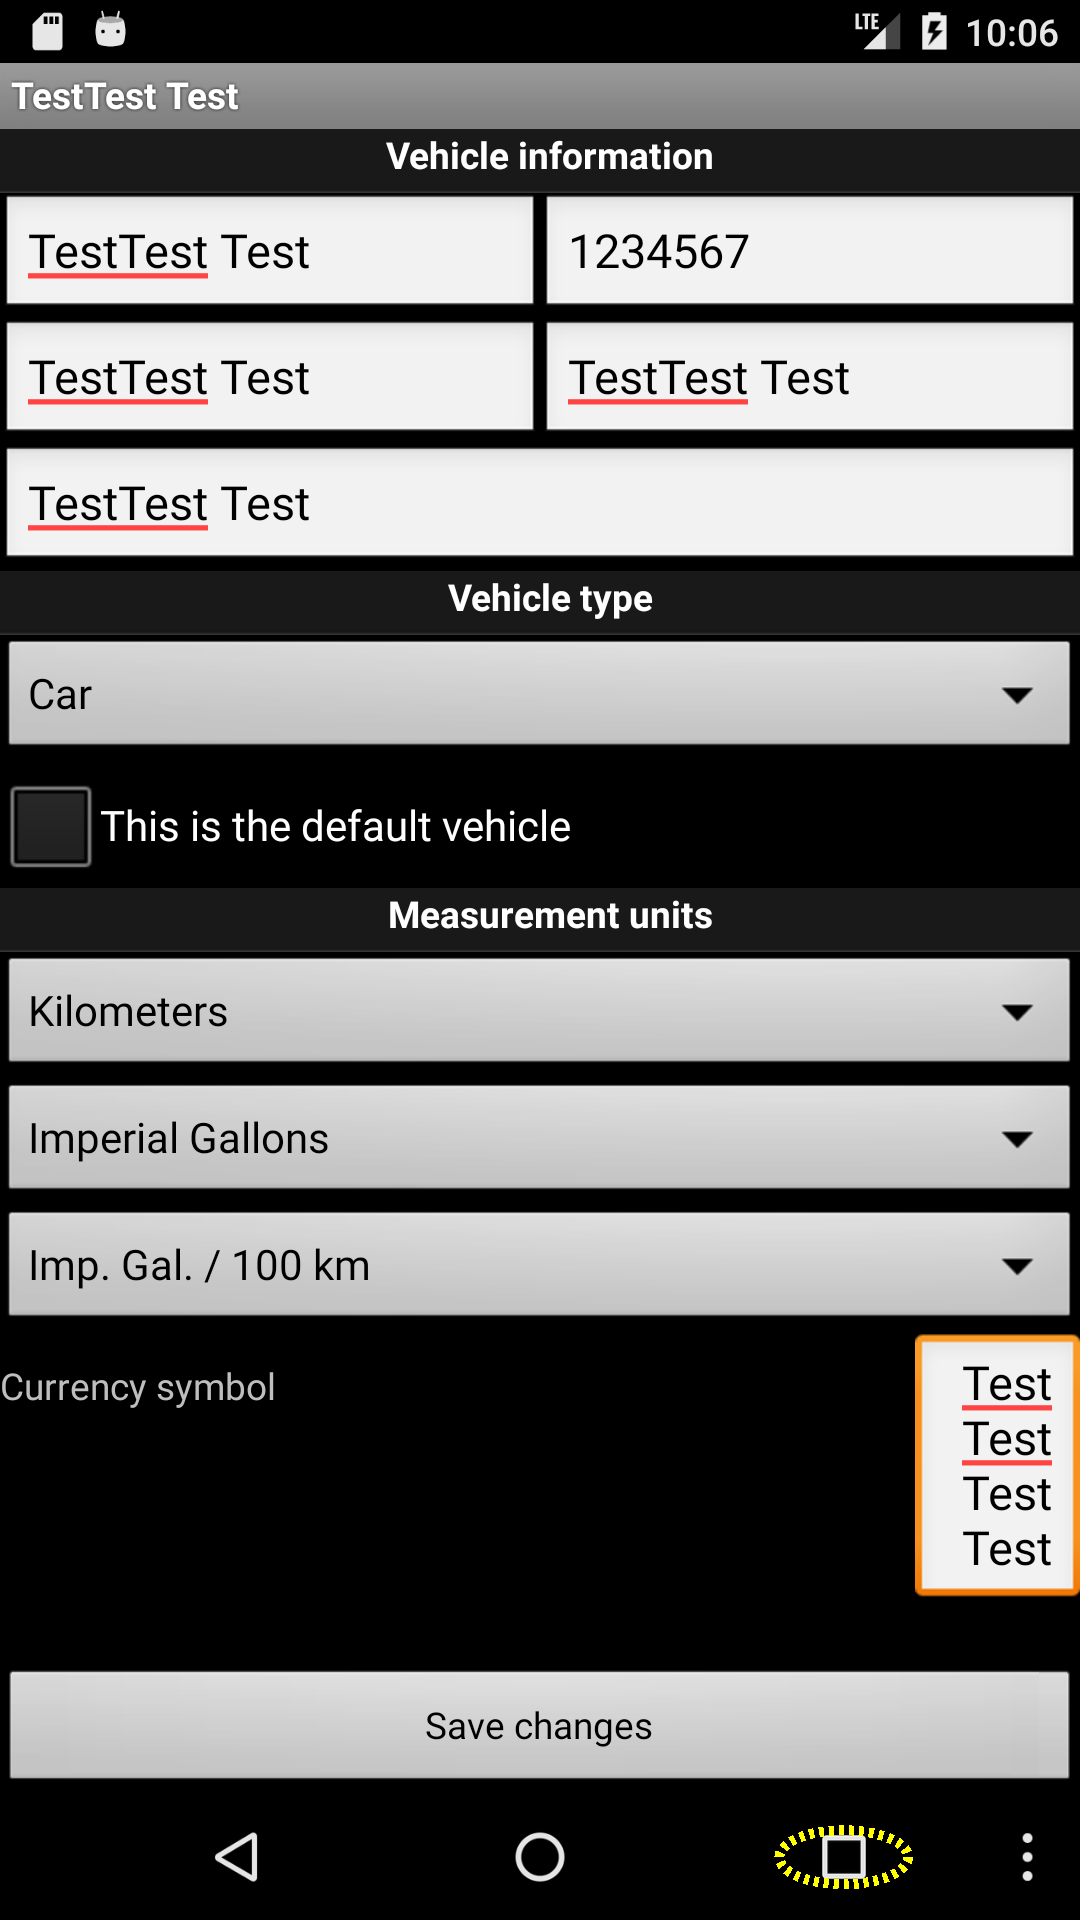 LTE 10:06
TestTest Test
Vehicle information
TestTest Test 1234567
TestTest Test TestTest Test
TestTest Test
Vehicle type
Car
This is the default vehicle
Measurement units
Kilometers
Imperial Gallons
Imp. Gal. / 100 km
Currency symbol
Test
Test
Test
Test
Save changes